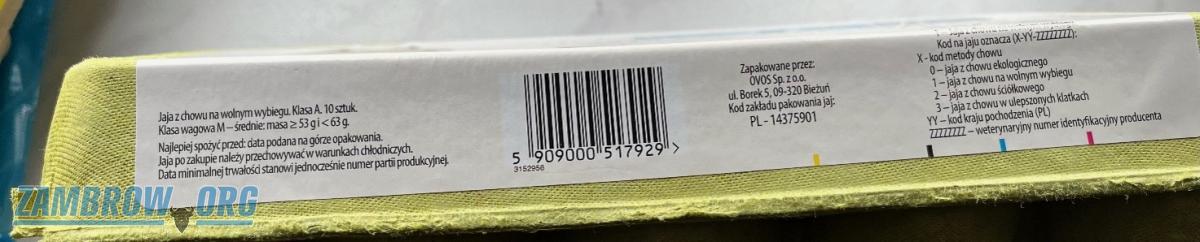 Jaja z chowu na wolnym wybiegu. Klasa A. 10 sztuk.
Klasa wagowa M – średnie: masa ≥ 53 g i < 63 g.
Najlepiej spożyć przed: data podana na górze opakowania.
Jaja po zakupie należy przechowywać w warunkach chłodniczych.
Data minimalnej trwałości stanowi jednocześnie numer partii produkcyjnej.
5 909000 517929 >
3152956
Zapakowane przez:
OVOS Sp. z o.o.
ul. Borek 5, 09-320 Bieżuń
Kod zakładu pakowania jaj:
PL - 14375901
Kod na jaju oznacza (X-YY-ZZZZZZZZ):
X - kod metody chowu
0 – jaja z chowu ekologicznego
1 – jaja z chowu na wolnym wybiegu
2 – jaja z chowu ściółkowego
3 – jaja z chowu w ulepszonych klatkach
YY – kod kraju pochodzenia (PL)
ZZZZZZZZ – weterynaryjny numer identyfikacyjny producenta
ZAMBROW.ORG